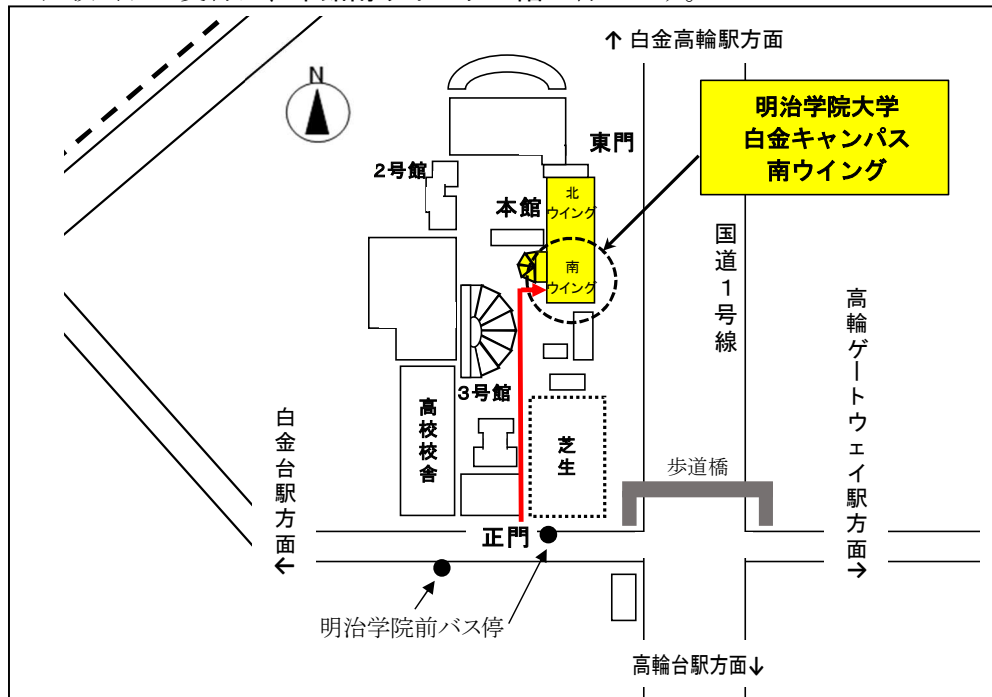 ↑ 白金高輪駅方面
N
明治学院大学
白金キャンパス
南ウイング
東門
2号館
北
ウイング
本館
南
ウイング
国道1号線
高輪ゲートウェイ駅方面→
3号館
高校校舎
芝生
白金台駅方面←
歩道橋
正門
明治学院前バス停
高輪台駅方面↓